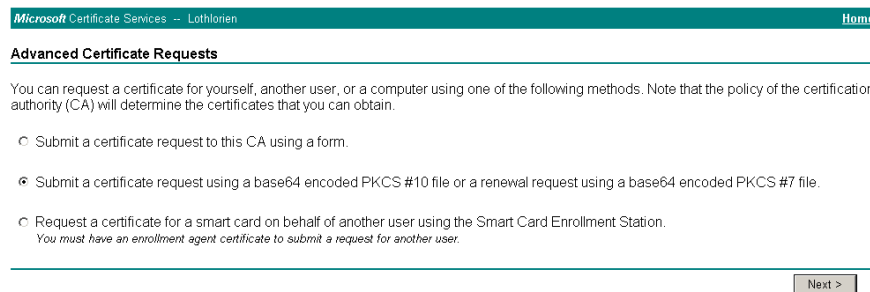 Microsoft Certificate Services -- Lothlorien Home
Advanced Certificate Requests
You can request a certificate for yourself, another user, or a computer using one of the following methods. Note that the policy of the certification
authority (CA) will determine the certificates that you can obtain.
Submit a certificate request to this CA using a form.
Submit a certificate request using a base64 encoded PKCS #10 file or a renewal request using a base64 encoded PKCS #7 file.
Request a certificate for a smart card on behalf of another user using the Smart Card Enrollment Station.
You must have an enrollment agent certificate to submit a request for another user.
Next >